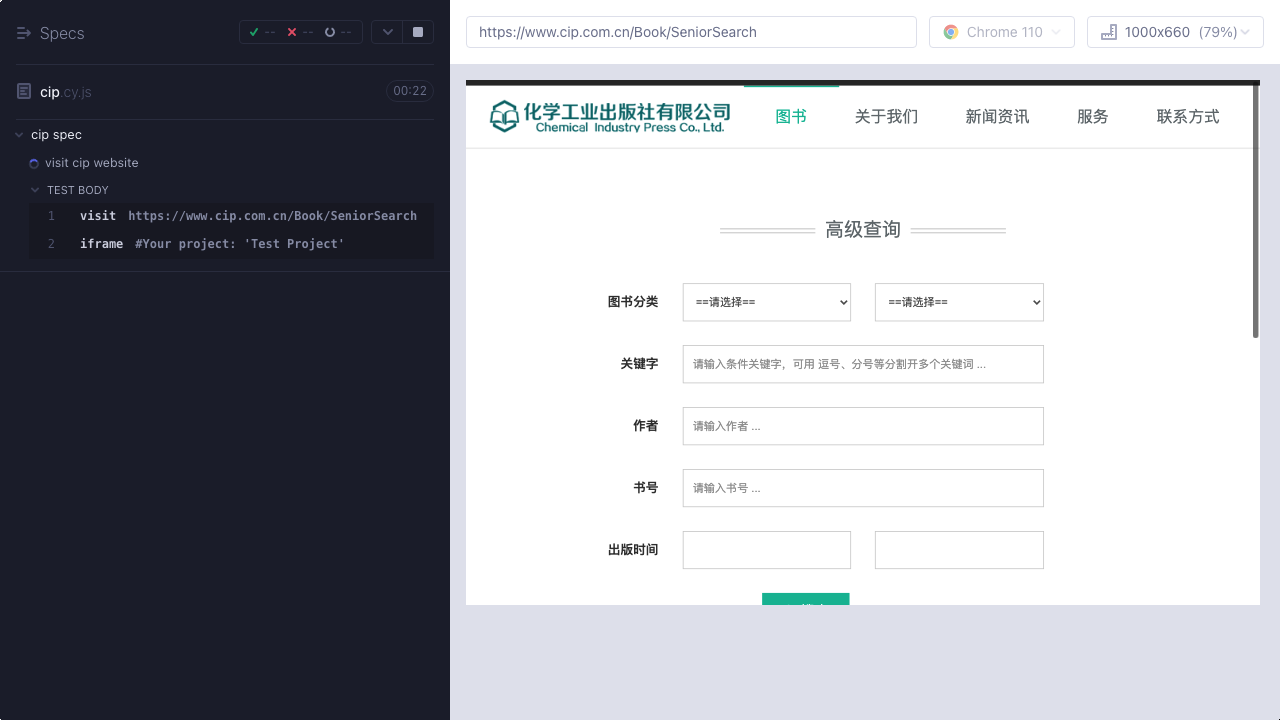 Specs
--
--
--
cip.cy.js
00:22
cip spec
visit cip website
TEST BODY
1 visit https://www.cip.com.cn/Book/SeniorSearch
2 iframe #Your project: 'Test Project'
https://www.cip.com.cn/Book/SeniorSearch
Chrome 110
1000x660 (79%)
化学工业出版社有限公司
Chemical Industry Press Co., Ltd.
图书
关于我们
新闻资讯
服务
联系方式
高级查询
图书分类
==请选择==
==请选择==
关键字
请输入条件关键字，可用 逗号、分号等分割开多个关键词 ...
作者
请输入作者 ...
书号
请输入书号 ...
出版时间